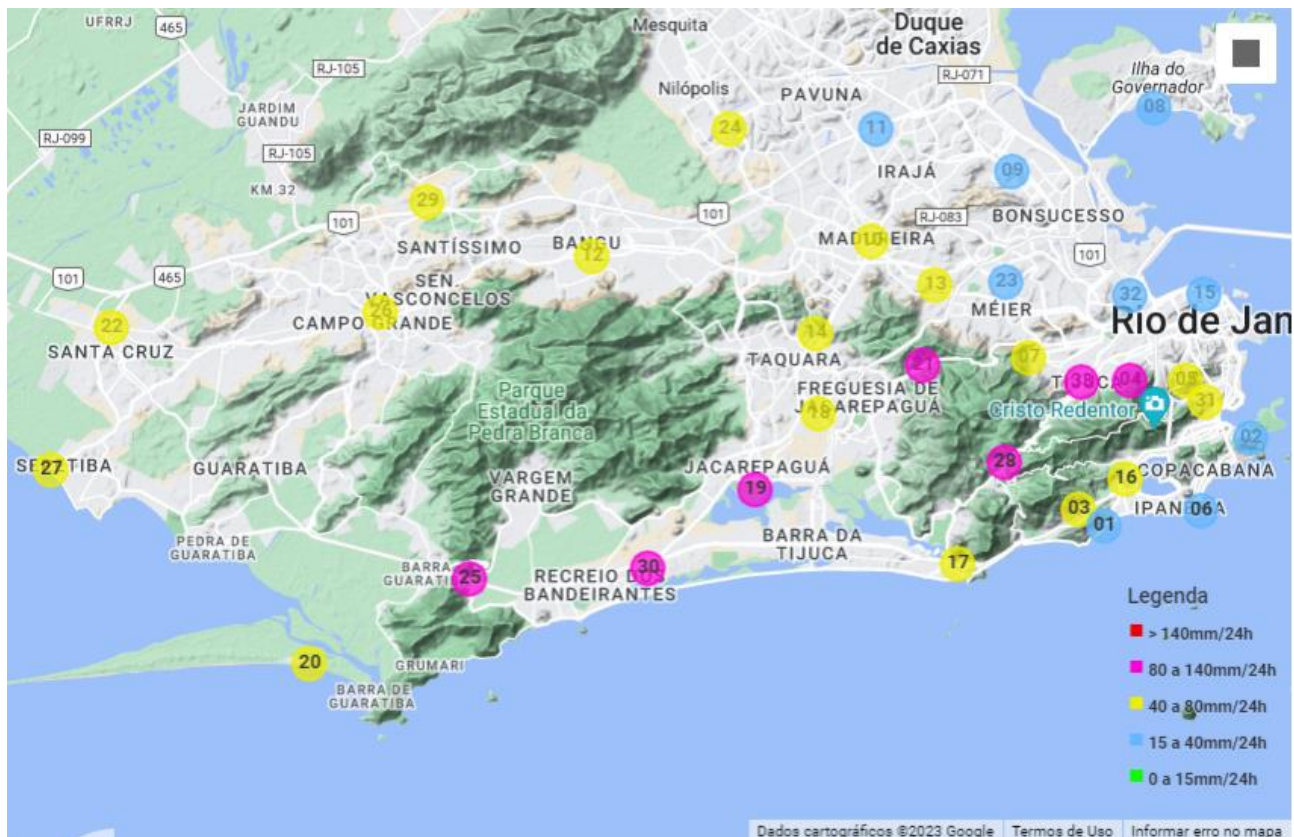 UFRRJ
465
Mesquita
Duque
de Caxias
RJ-105
RJ-071
Ilha do
Governador
Nilópolis
PAVUNA
08
JARDIM
GUANDU
24
11
RJ-099
RJ-105
IRAJÁ
09
KM 32
29
101
101
RJ-083
BONSUCESSO
SANTÍSSIMO
BANGU
12
MADUREIRA
10
101
101
465
SEN.
VASCONCELOS
13
23
32
15
26
CAMPO GRANDE
MÉIER
22
SANTA CRUZ
14
Rio de Jan
TAQUARA
07
21
Parque
Estadual da
Pedra Branca
FREGUESIA DE
JACAREPAGUÁ
18
04
05
31
Cristo Redentor
02
27
GUARATIBA
VARGEM
GRANDE
JACAREPAGUÁ
28
COPACABANA
19
16
IPANEMA
03
01
06
PEDRA DE
GUARATIBA
BARRA DA
TIJUCA
17
BARRA
25
RECREIO DOS
BANDEIRANTES
30
20
GRUMARI
BARRA DE
GUARATIBA
Legenda
> 140mm/24h
80 a 140mm/24h
40 a 80mm/24h
15 a 40mm/24h
0 a 15mm/24h
Dados cartográficos ©2023 Google
Termos de Uso
Informar erro no mapa